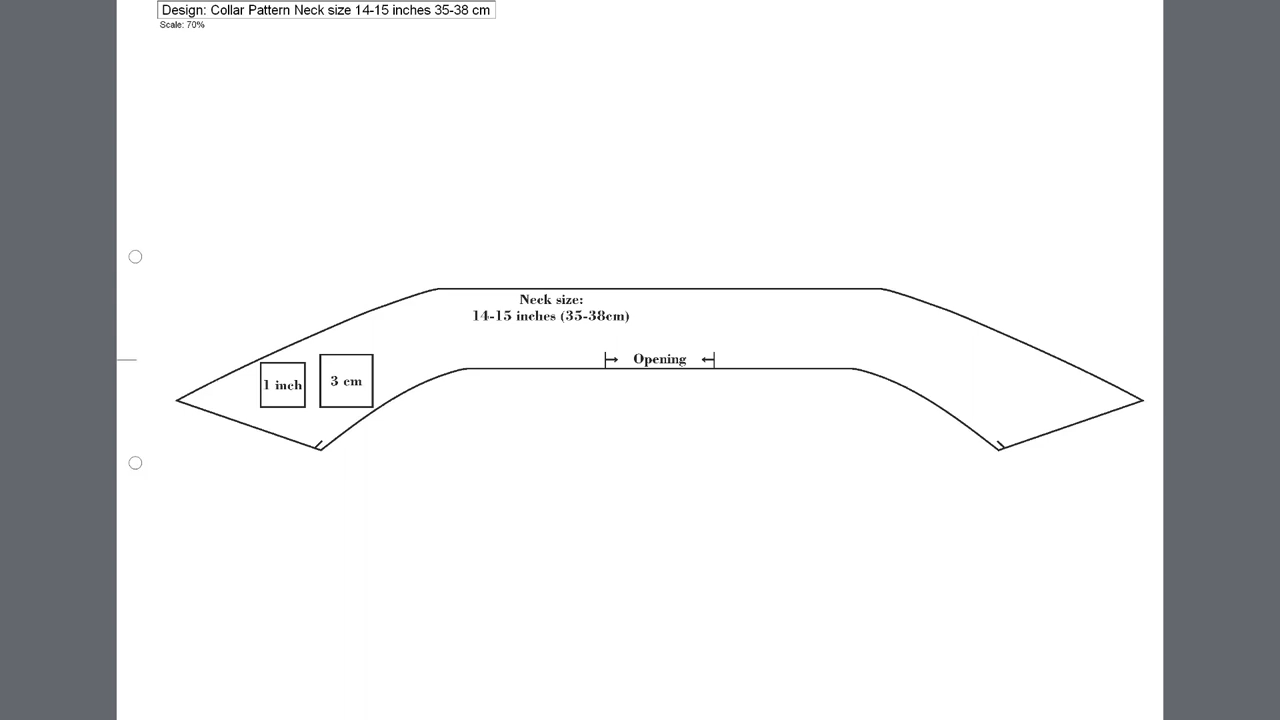 Design: Collar Pattern Neck size 14-15 inches 35-38 cm
Scale: 70%
Neck size:
14-15 inches (35-38cm)
Opening
1 inch
3 cm